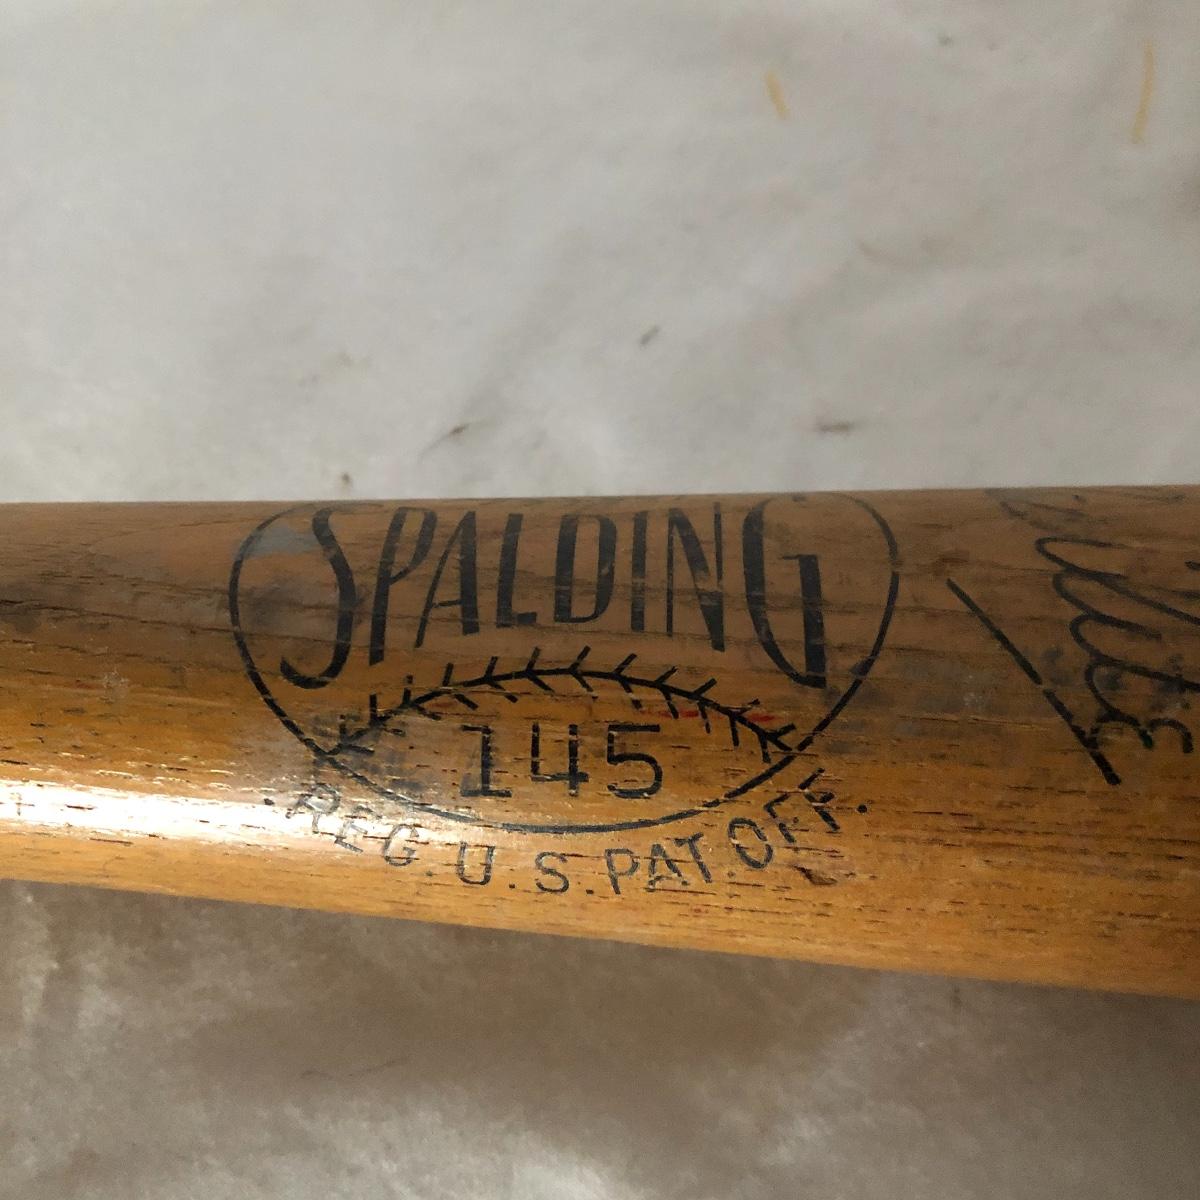 SPALDING
145
REG. U.S. PAT. OFF.